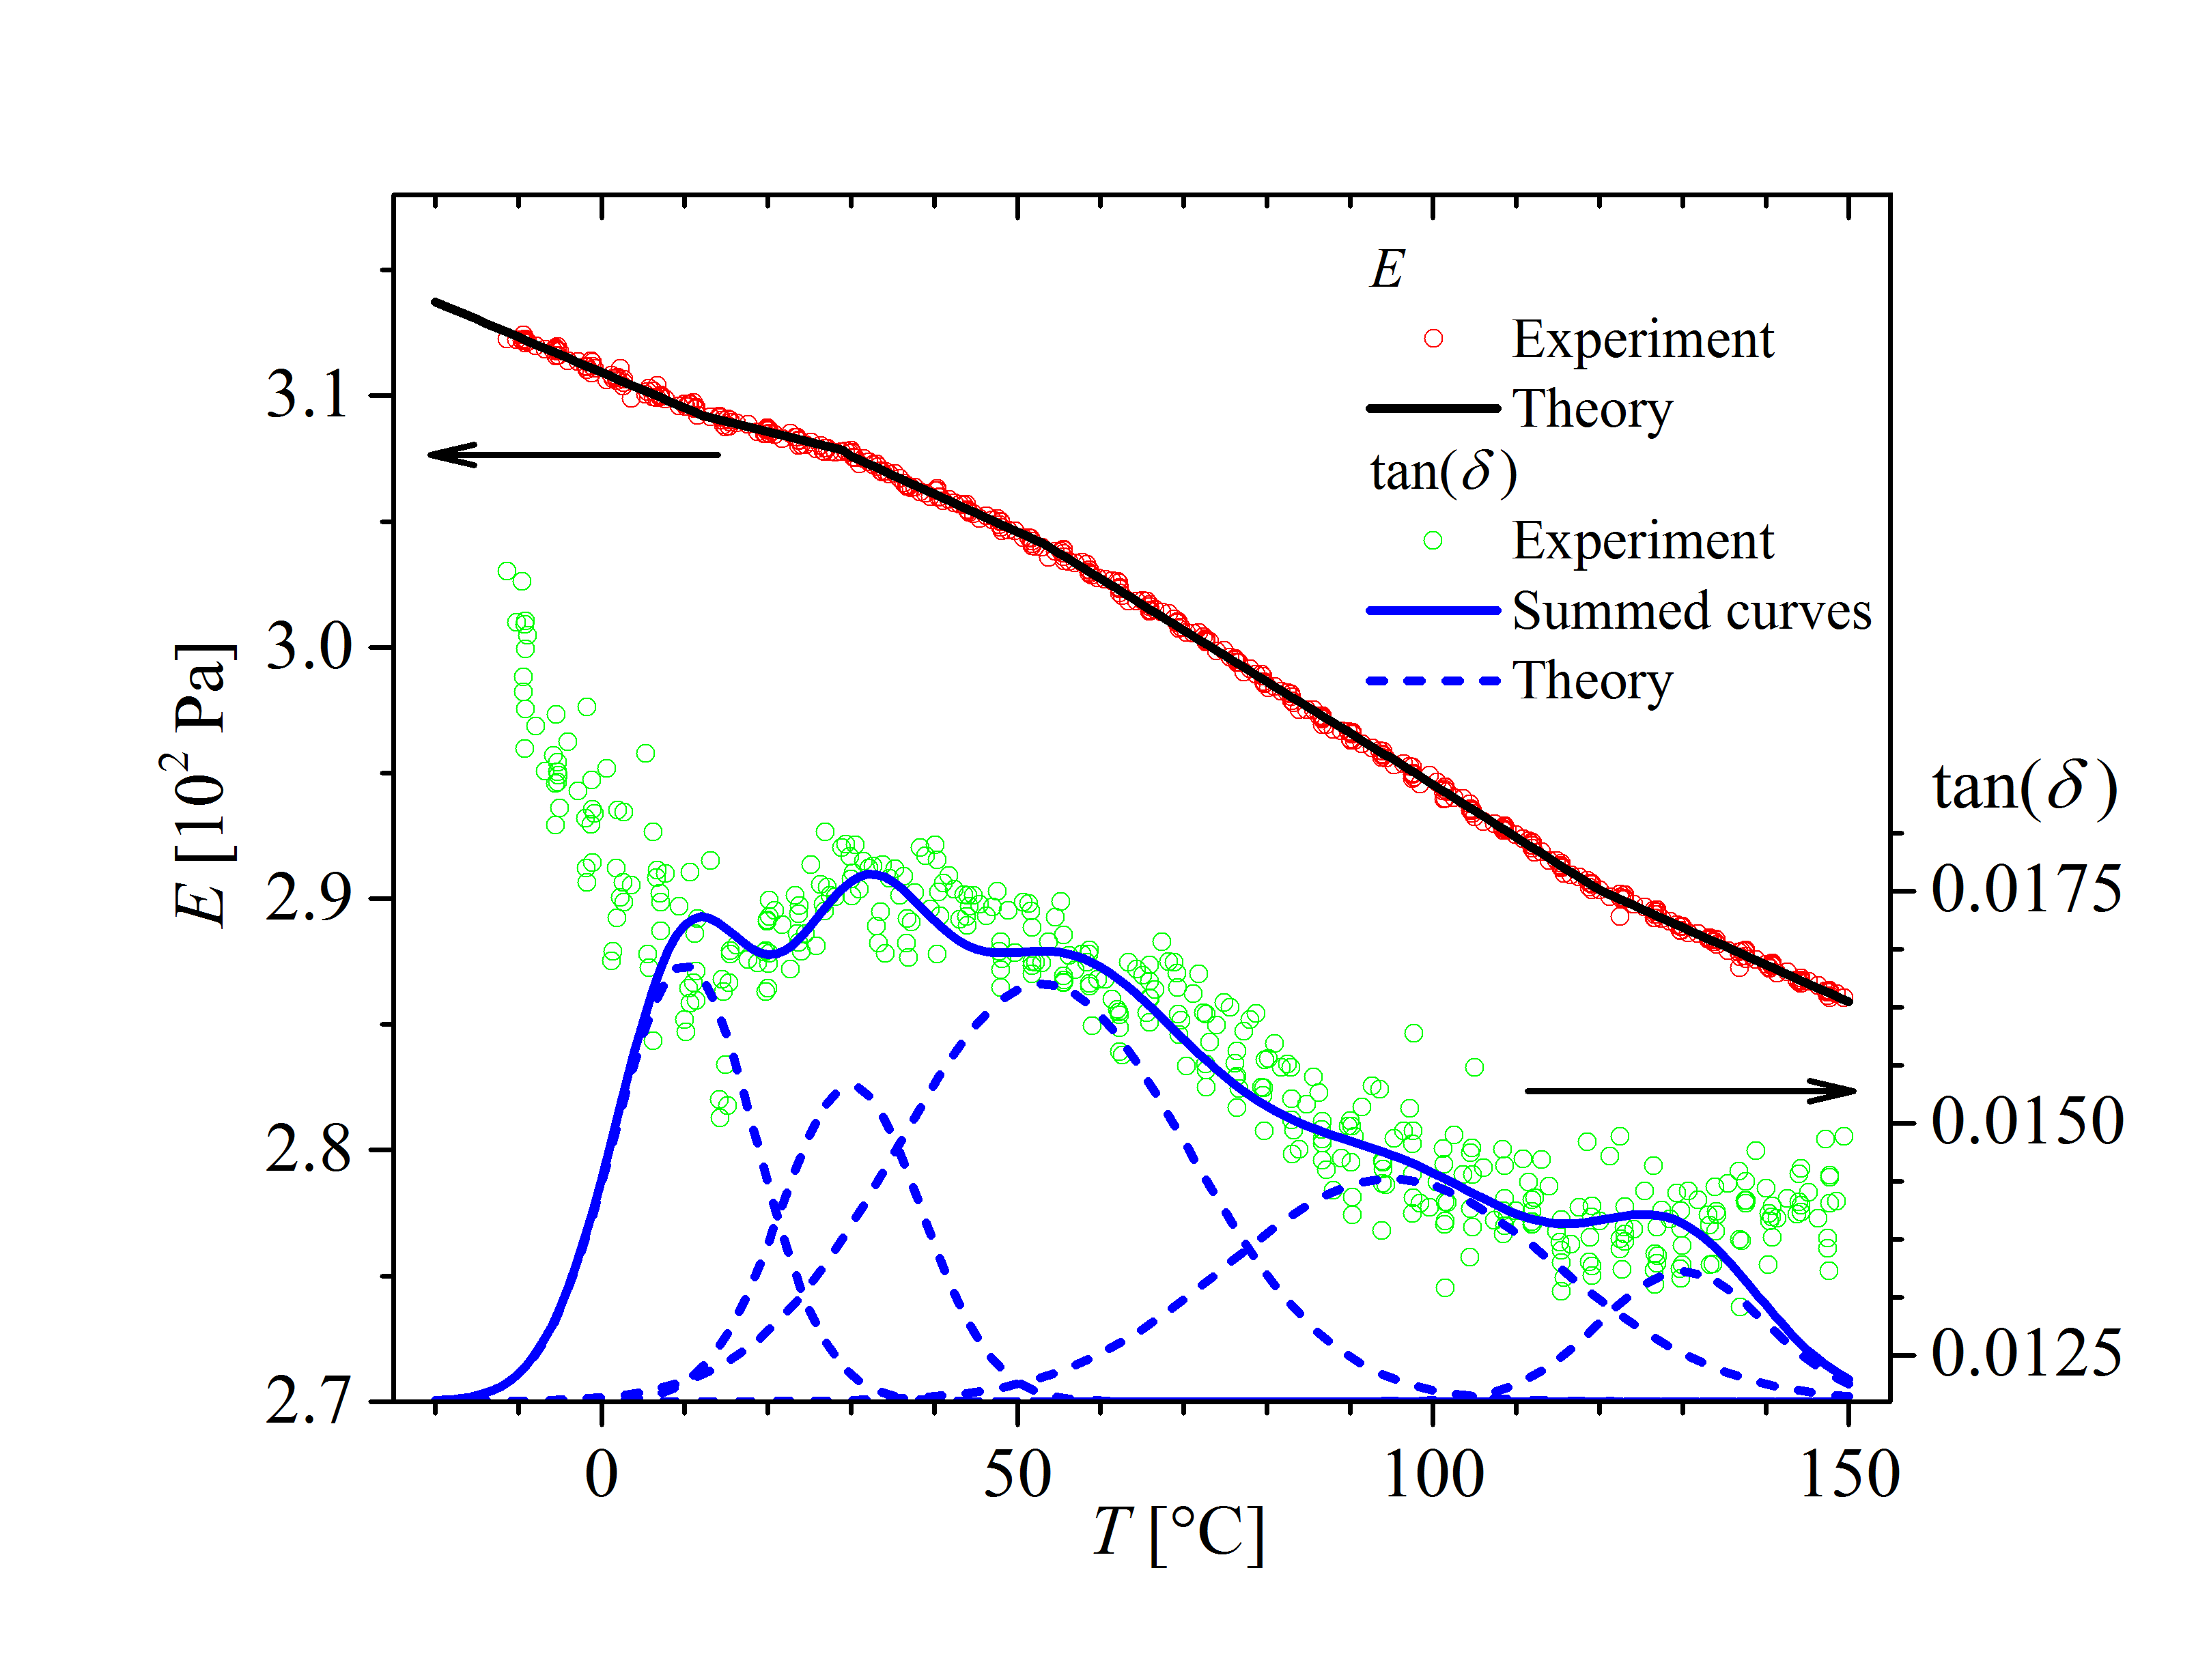 E
Experiment
Theory
tan(δ)
Experiment
Summed curves
Theory
3.1
3.0
2.9
2.8
2.7
E [10² Pa]
tan(δ)
0.0175
0.0150
0.0125
0
50
100
150
T [°C]